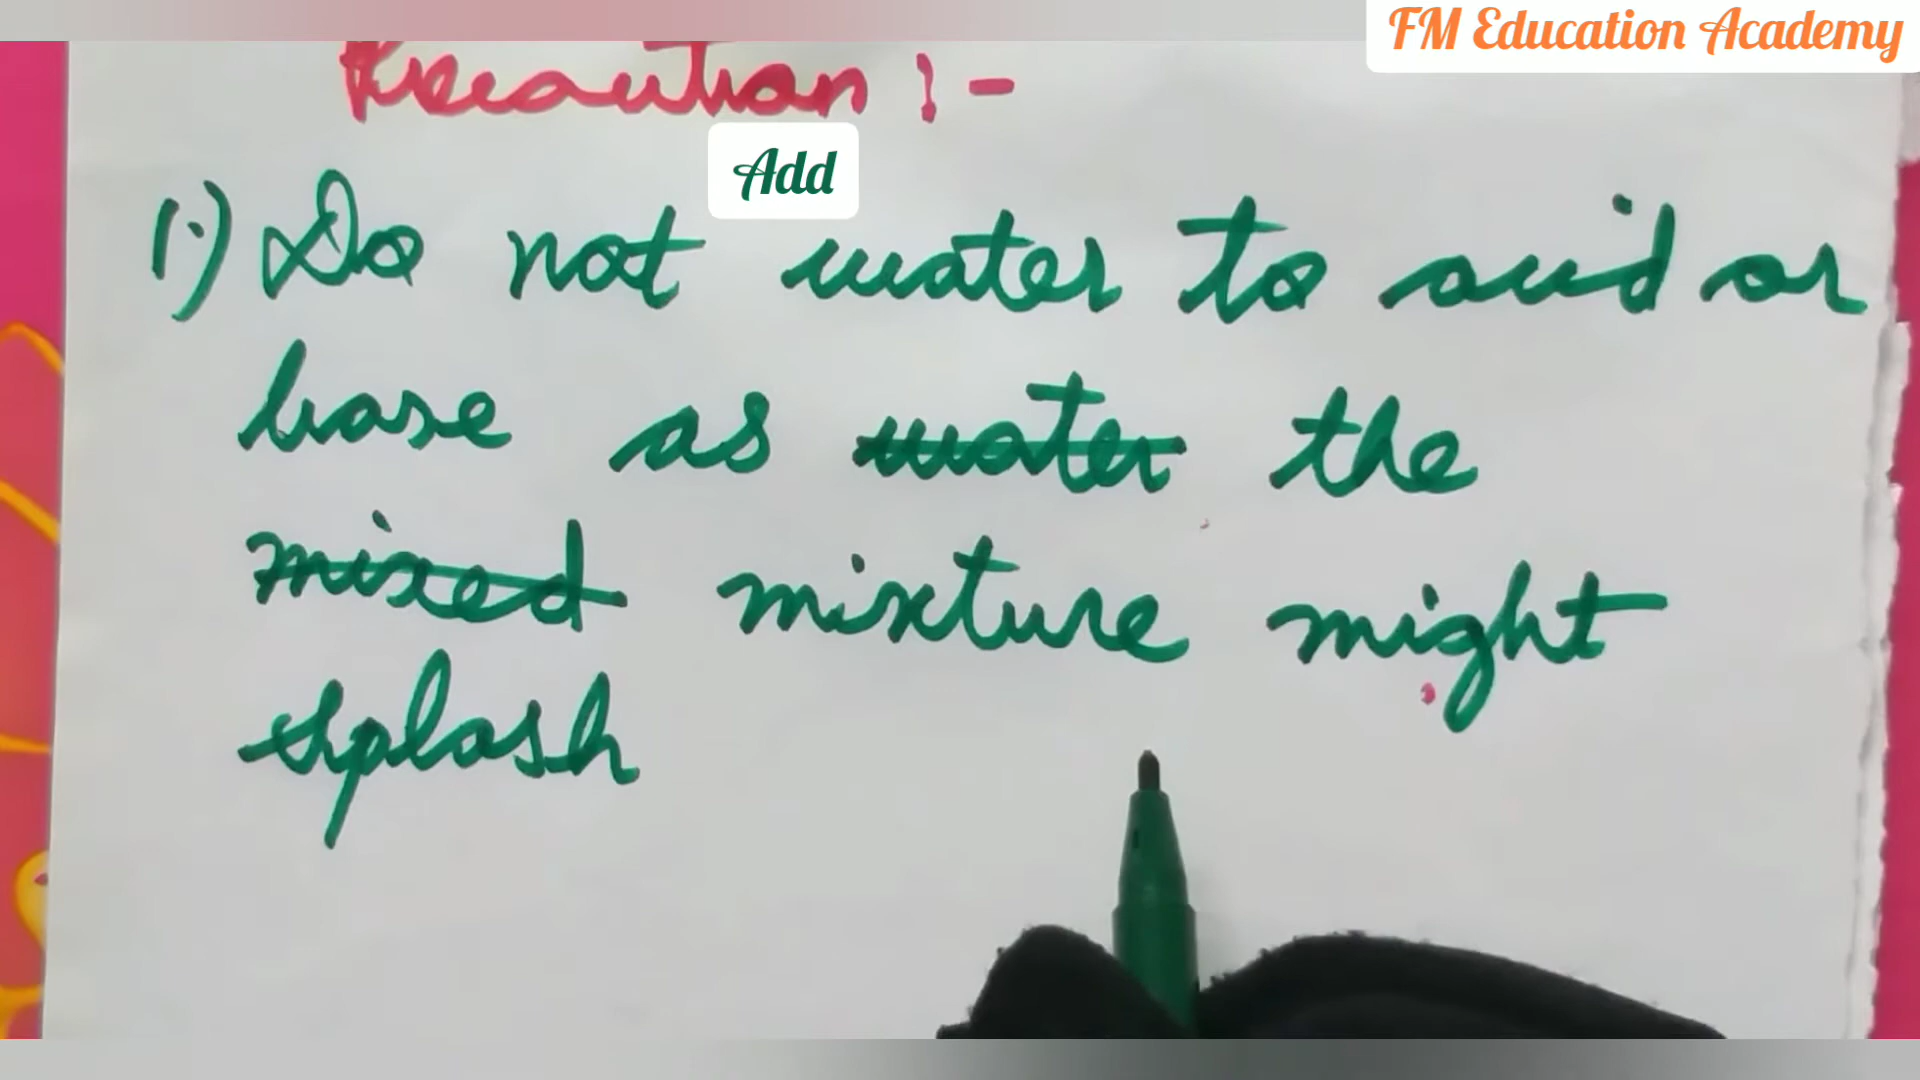 FM Education Academy
Precaution :-
Add
1.) Do not water to acid or
base as water the
mixed mixture might
splash